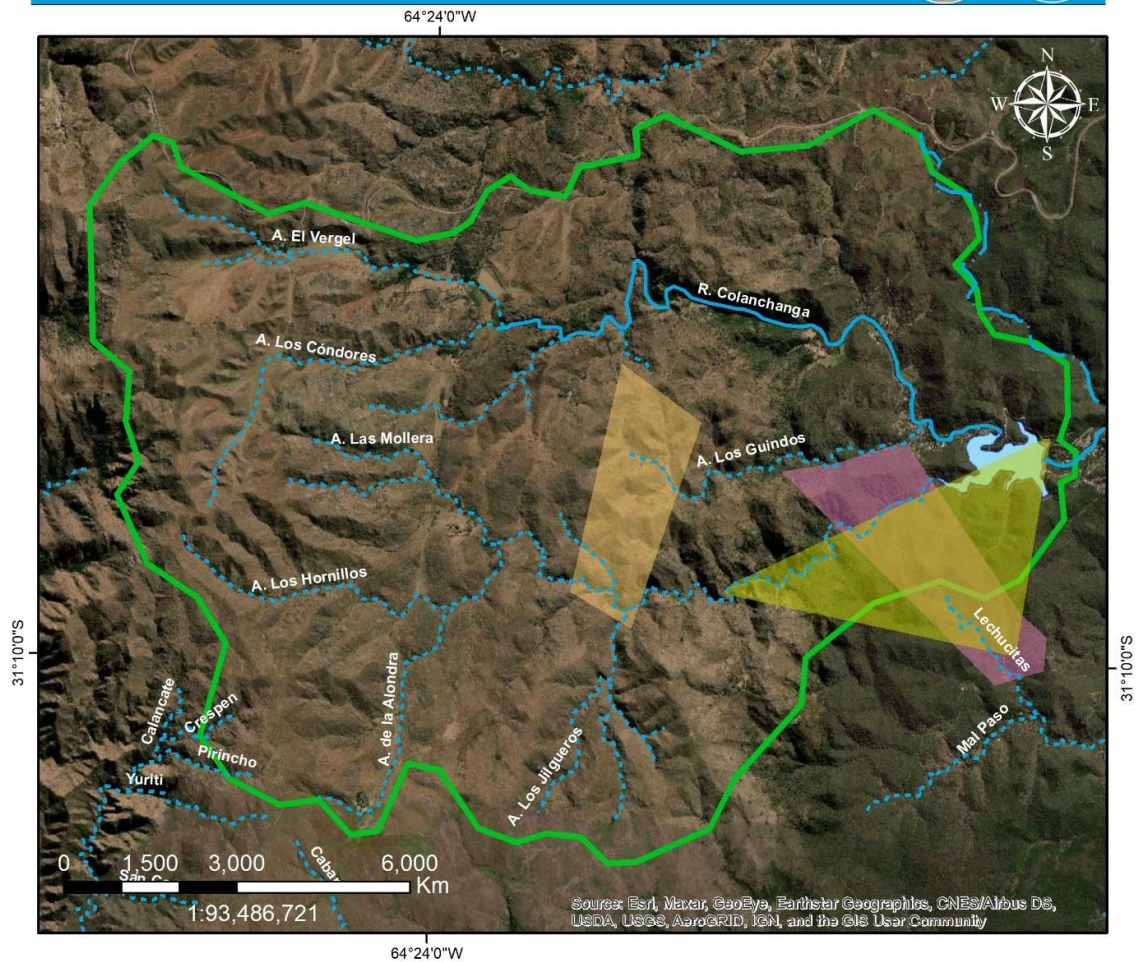 64°24'0"W
N
W E
S
A. El Vergel
R. Colanchanga
A. Los Cóndores
A. Las Mollera
A. Los Guindos
A. Los Hornillos
Lechucitas
31°10'0"S
31°10'0"S
Calancate
Crespen
A. de la Alondra
Pirincho
Mal Paso
Yuriti
A. Los Jilgueros
0 1,500 3,000 6,000
Km
1:93,486,721
Source: Esri, Maxar, GeoEye, Earthstar Geographics, CNES/Airbus DS,
USDA, USGS, AeroGRID, IGN, and the GIS User Community
64°24'0"W